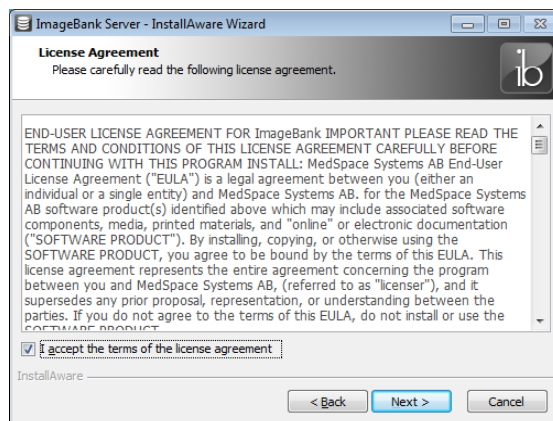 ImageBank Server - InstallAware Wizard
License Agreement
Please carefully read the following license agreement.
ib
END-USER LICENSE AGREEMENT FOR ImageBank IMPORTANT PLEASE READ THE
TERMS AND CONDITIONS OF THIS LICENSE AGREEMENT CAREFULLY BEFORE
CONTINUING WITH THIS PROGRAM INSTALL: MedSpace Systems AB End-User
License Agreement ("EULA") is a legal agreement between you (either an
individual or a single entity) and MedSpace Systems AB. for the MedSpace Systems
AB software product(s) identified above which may include associated software
components, media, printed materials, and "online" or electronic documentation
("SOFTWARE PRODUCT"). By installing, copying, or otherwise using the
SOFTWARE PRODUCT, you agree to be bound by the terms of this EULA. This
license agreement represents the entire agreement concerning the program
between you and MedSpace Systems AB, (referred to as "licenser"), and it
supersedes any prior proposal, representation, or understanding between the
parties. If you do not agree to the terms of this EULA, do not install or use the
SOFTWARE PRODUCT
I accept the terms of the license agreement
InstallAware
< Back
Next >
Cancel